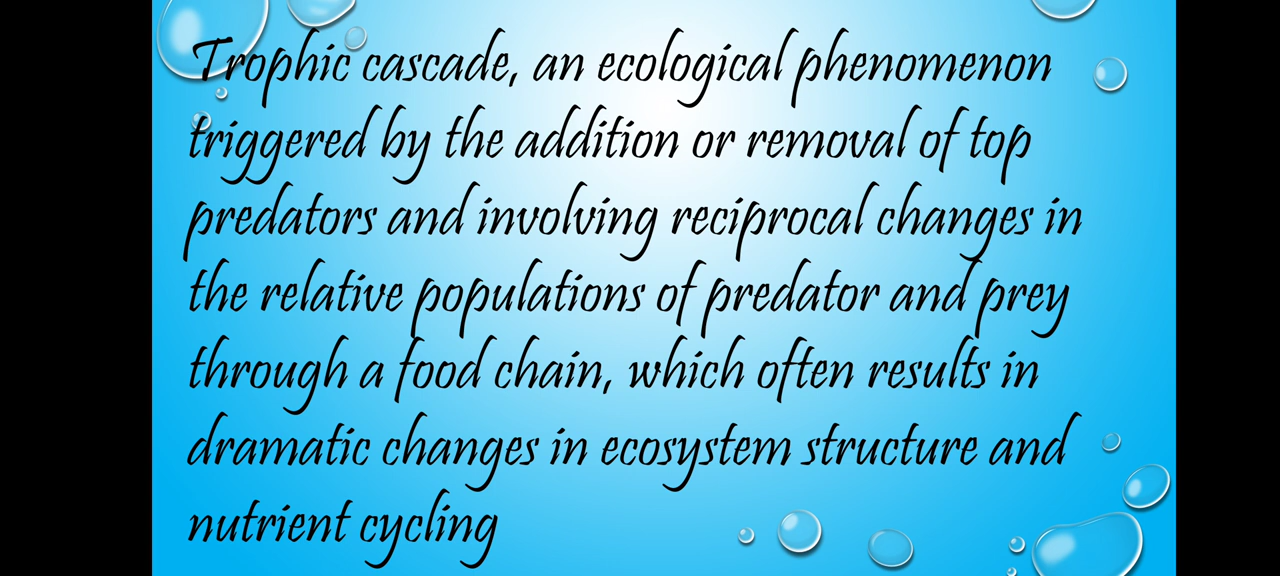 Trophic cascade, an ecological phenomenon
triggered by the addition or removal of top
predators and involving reciprocal changes in
the relative populations of predator and prey
through a food chain, which often results in
dramatic changes in ecosystem structure and
nutrient cycling